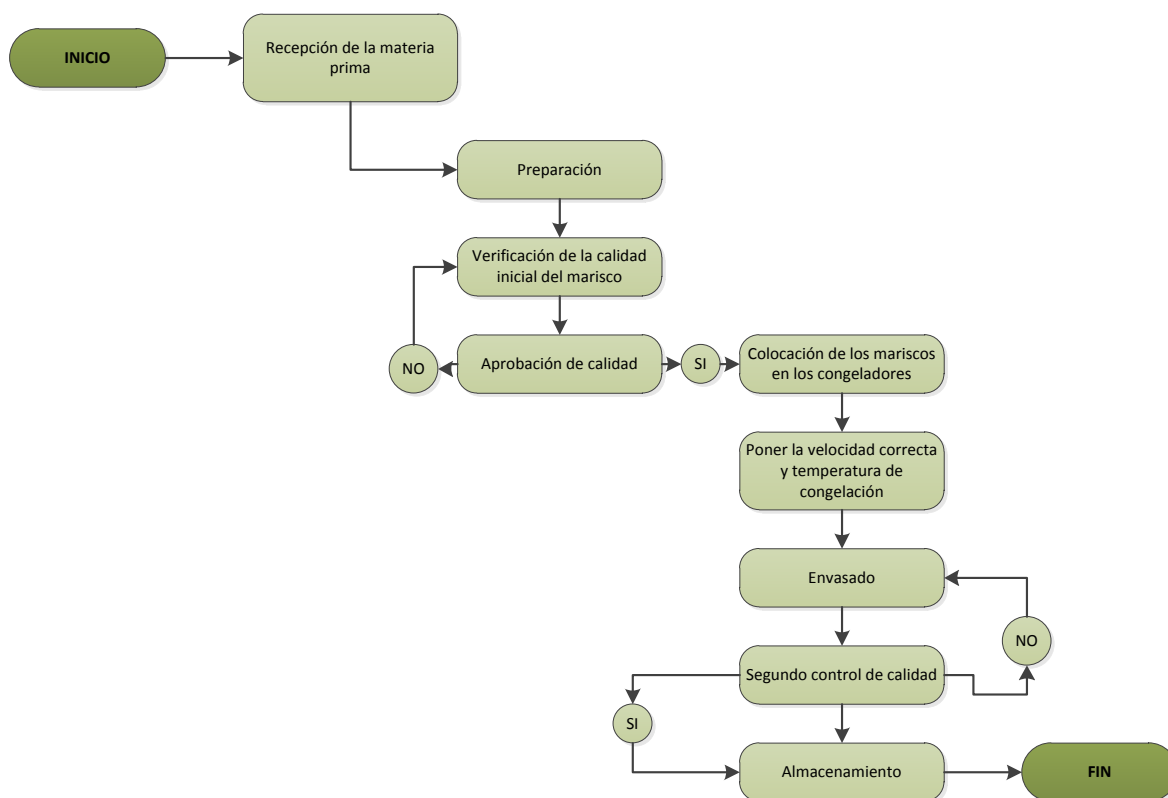 INICIO
Recepción de la materia
prima
Preparación
Verificación de la calidad
inicial del marisco
NO
Aprobación de calidad
SI
Colocación de los mariscos
en los congeladores
Poner la velocidad correcta
y temperatura de
congelación
Envasado
NO
Segundo control de calidad
SI
Almacenamiento
FIN